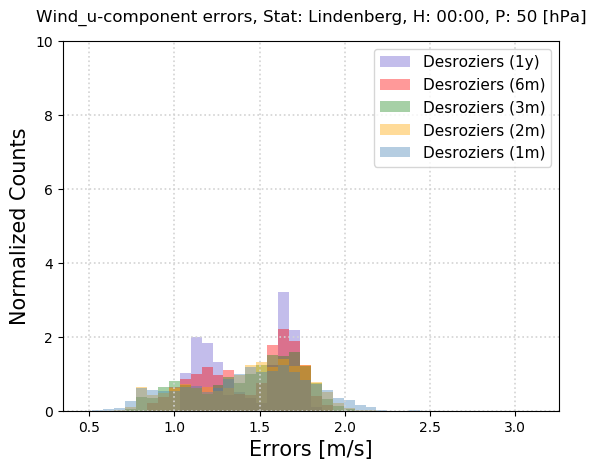 Wind_u-component errors, Stat: Lindenberg, H: 00:00, P: 50 [hPa]
Desroziers (1y)
Desroziers (6m)
Desroziers (3m)
Desroziers (2m)
Desroziers (1m)
Normalized Counts
10
8
6
4
2
0
0.5 1.0 1.5 2.0 2.5 3.0
Errors [m/s]